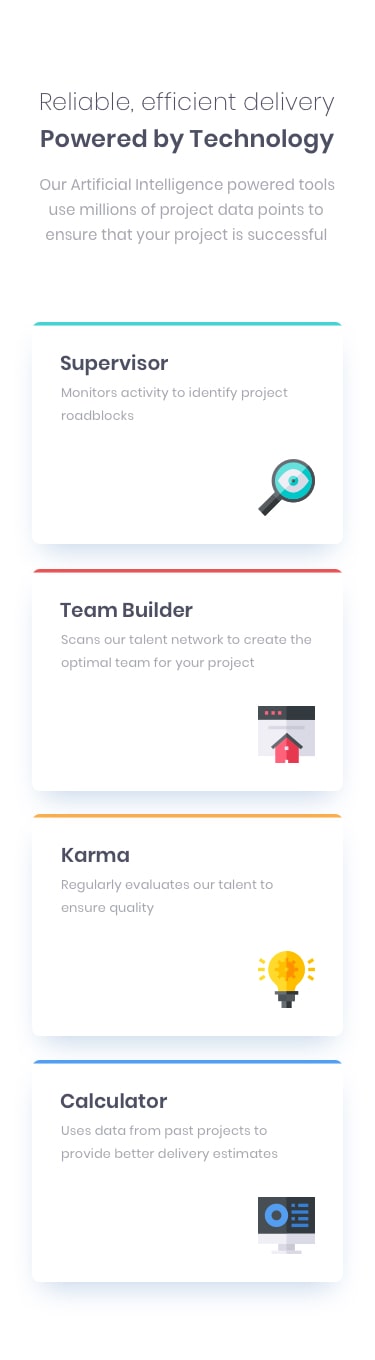 Reliable, efficient delivery
Powered by Technology
Our Artificial Intelligence powered tools
use millions of project data points to
ensure that your project is successful
Supervisor
Monitors activity to identify project
roadblocks
Team Builder
Scans our talent network to create the
optimal team for your project
Karma
Regularly evaluates our talent to
ensure quality
Calculator
Uses data from past projects to
provide better delivery estimates